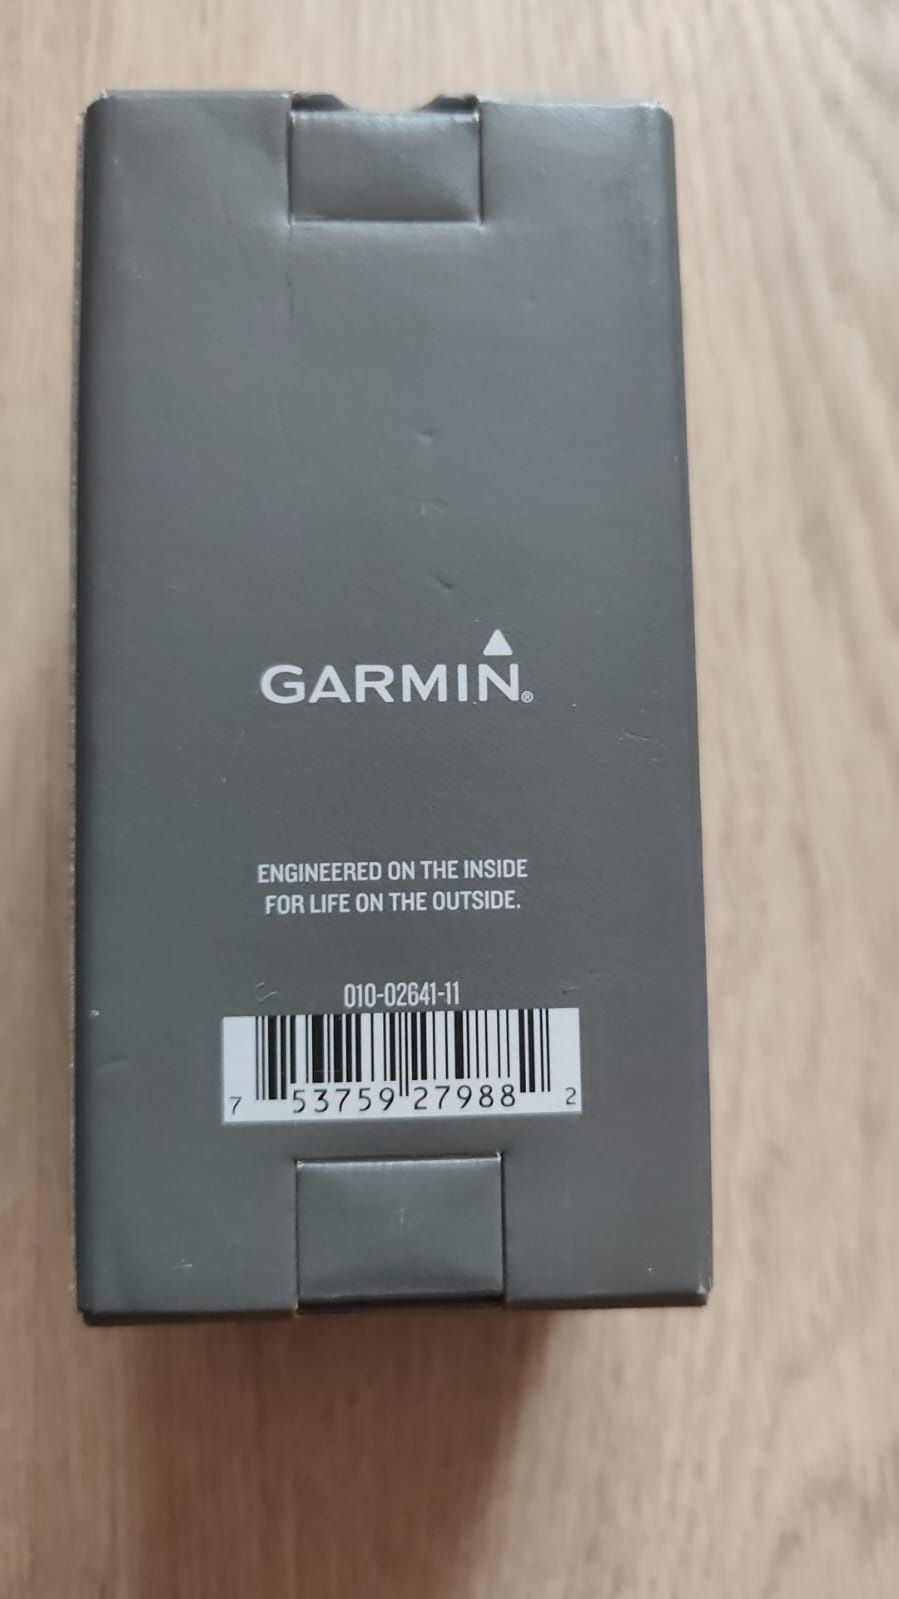 GARMIN®
ENGINEERED ON THE INSIDE
FOR LIFE ON THE OUTSIDE.
010-02641-11
7 53759 27988 2